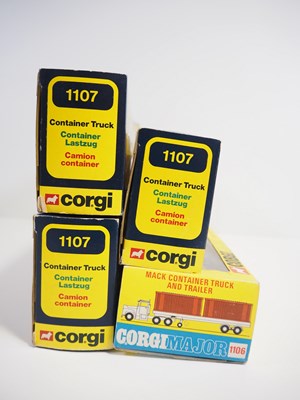 1107
Container Truck
Container
Lastzug
Camion
container
corgi
1107
Container Truck
Container
Lastzug
Camion
container
corgi
1107
Container Truck
Container
Lastzug
Camion
container
corgi
MACK CONTAINER TRUCK
AND TRAILER
CORGI MAJOR 1106